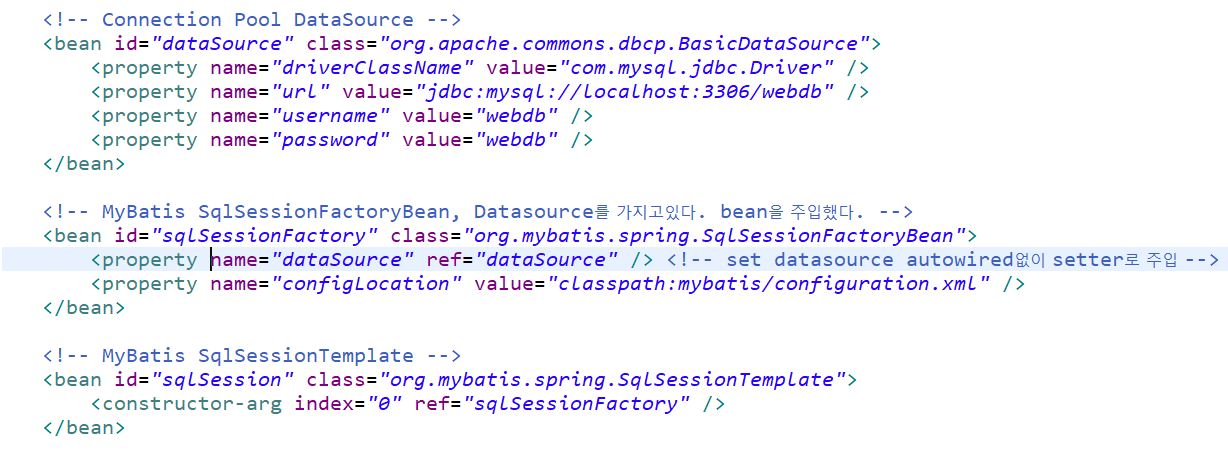 <!-- Connection Pool DataSource -->
<bean id="dataSource" class="org.apache.commons.dbcp.BasicDataSource">
<property name="driverClassName" value="com.mysql.jdbc.Driver" />
<property name="url" value="jdbc:mysql://localhost:3306/webdb" />
<property name="username" value="webdb" />
<property name="password" value="webdb" />
</bean>
<!-- MyBatis SqlSessionFactoryBean, Datasource를 가지고있다. bean을 주입했다. -->
<bean id="sqlSessionFactory" class="org.mybatis.spring.SqlSessionFactoryBean">
<property name="dataSource" ref="dataSource" /> <!-- set datasource autowired없이 setter로 주입 -->
<property name="configLocation" value="classpath:mybatis/configuration.xml" />
</bean>
<!-- MyBatis SqlSessionTemplate -->
<bean id="sqlSession" class="org.mybatis.spring.SqlSessionTemplate">
<constructor-arg index="0" ref="sqlSessionFactory" />
</bean>